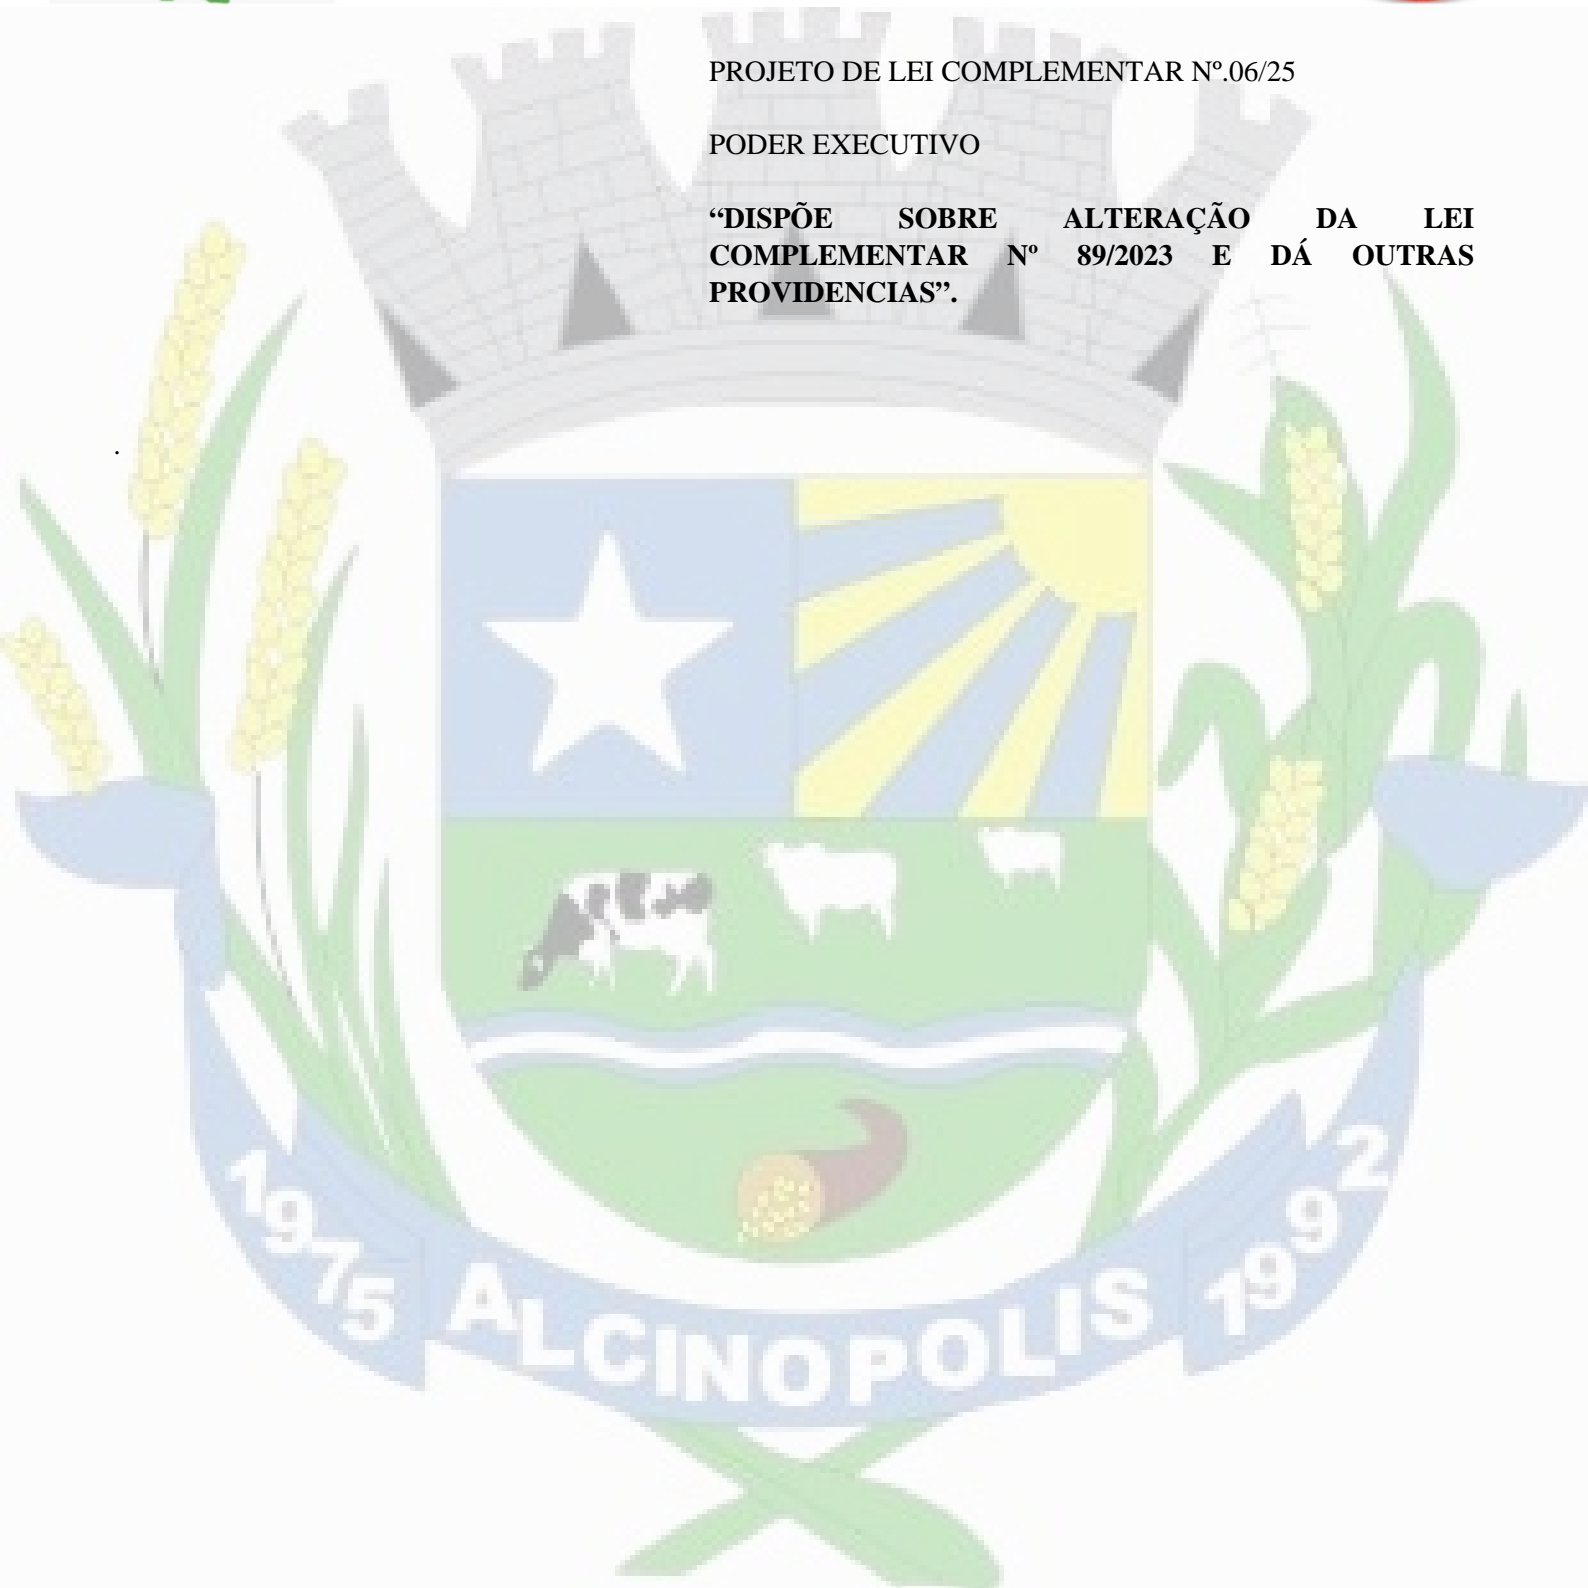 PROJETO DE LEI COMPLEMENTAR Nº.06/25
PODER EXECUTIVO
“DISPÕE SOBRE ALTERAÇÃO DA LEI
COMPLEMENTAR Nº 89/2023 E DÁ OUTRAS
PROVIDENCIAS”.
.
1975 ALCINOPOLIS 1992